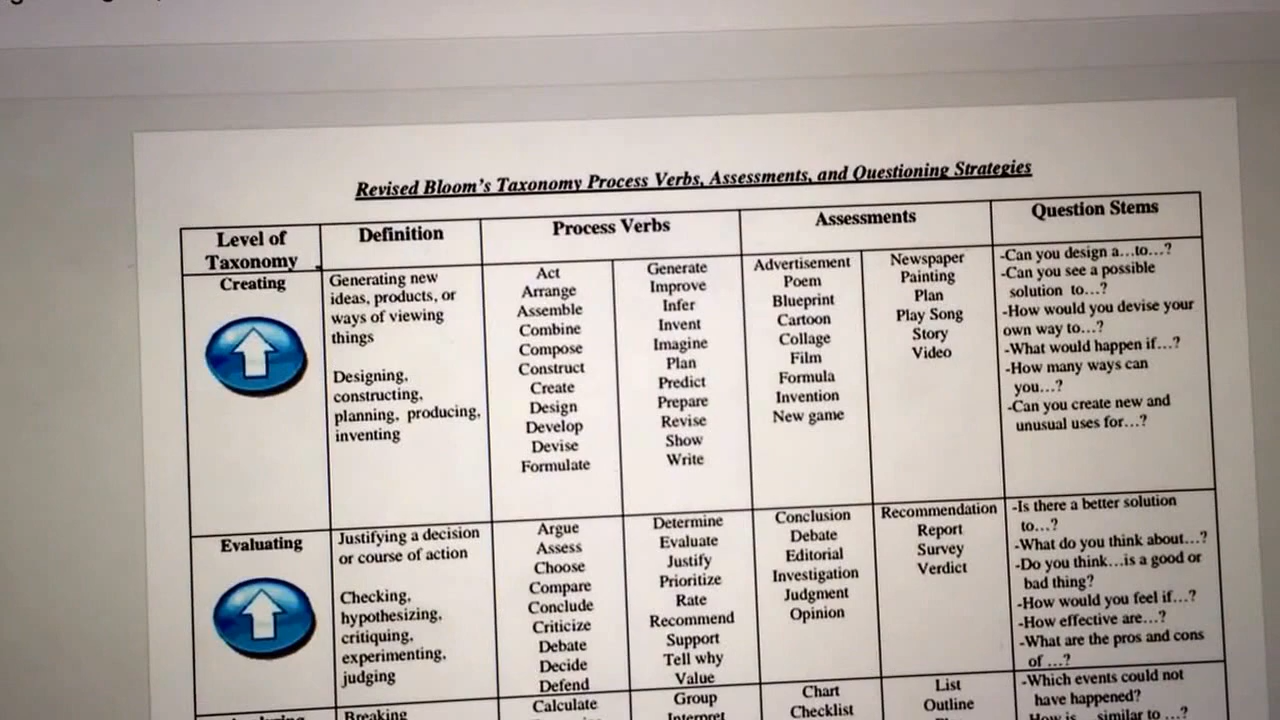 Revised Bloom's Taxonomy Process Verbs, Assessments, and Questioning Strategies
Level of
Taxonomy
Definition
Process Verbs
Assessments
Question Stems
Creating
Generating new
ideas, products, or
ways of viewing
things
Designing,
constructing,
planning, producing,
inventing
Act
Arrange
Assemble
Combine
Compose
Construct
Create
Design
Develop
Devise
Formulate
Generate
Improve
Infer
Invent
Imagine
Plan
Predict
Prepare
Revise
Show
Write
Advertisement
Poem
Blueprint
Cartoon
Collage
Film
Formula
Invention
New game
Newspaper
Painting
Plan
Play Song
Story
Video
-Can you design a…to…?
-Can you see a possible
solution to…?
-How would you devise your
own way to…?
-What would happen if…?
-How many ways can
you…?
-Can you create new and
unusual uses for…?
Evaluating
Justifying a decision
or course of action
Checking,
hypothesizing,
critiquing,
experimenting,
judging
Argue
Assess
Choose
Compare
Conclude
Criticize
Debate
Decide
Defend
Determine
Evaluate
Justify
Prioritize
Rate
Recommend
Support
Tell why
Value
Conclusion
Debate
Editorial
Investigation
Judgment
Opinion
Recommendation
Report
Survey
Verdict
-Is there a better solution
to…?
-What do you think about…?
-Do you think…is a good or
bad thing?
-How would you feel if…?
-How effective are…?
-What are the pros and cons
of …?
Breaking
Calculate
Group
Interpret
Chart
Checklist
List
Outline
-Which events could not
have happened?
-How is …similar to …?